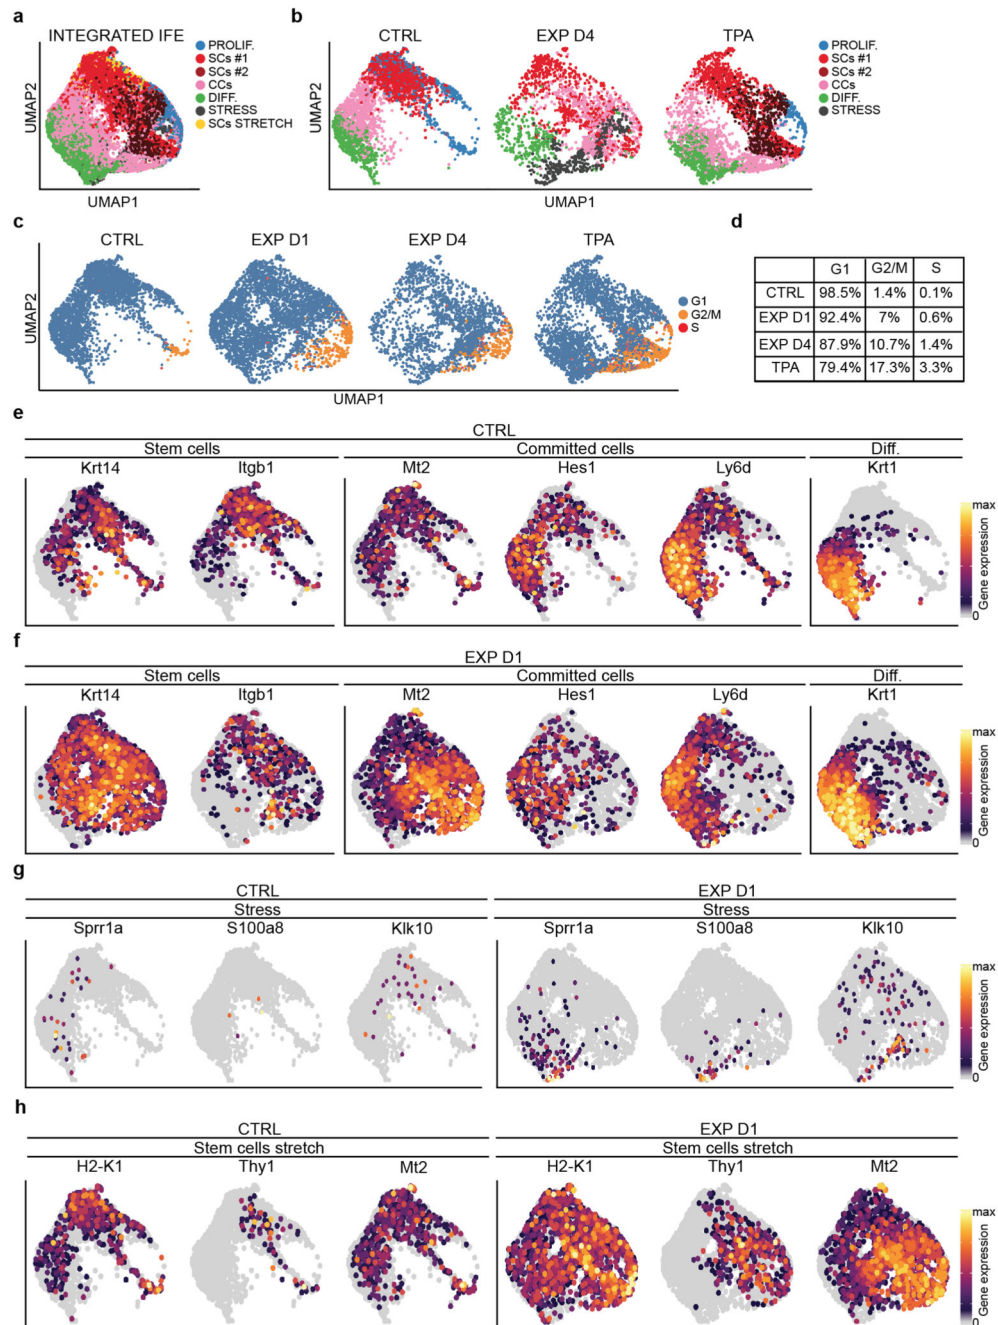 a
INTEGRATED IFE
UMAP2
UMAP1
PROLIF.
SCs #1
SCs #2
CCs
DIFF.
STRESS
SCs STRETCH
b
CTRL EXP D4 TPA
UMAP2
UMAP1
PROLIF.
SCs #1
SCs #2
CCs
DIFF.
STRESS
c
CTRL EXP D1 EXP D4 TPA
UMAP2
UMAP1
G1
G2/M
S
d
G1 G2/M S
CTRL 98.5% 1.4% 0.1%
EXP D1 92.4% 7% 0.6%
EXP D4 87.9% 10.7% 1.4%
TPA 79.4% 17.3% 3.3%
e
CTRL
Stem cells Committed cells Diff.
Krt14 Itgb1 Mt2 Hes1 Ly6d Krt1
max
Gene expression
0
f
EXP D1
Stem cells Committed cells Diff.
Krt14 Itgb1 Mt2 Hes1 Ly6d Krt1
max
Gene expression
0
g
CTRL EXP D1
Stress Stress
Sprr1a S100a8 Klk10 Sprr1a S100a8 Klk10
max
Gene expression
0
h
CTRL EXP D1
Stem cells stretch Stem cells stretch
H2-K1 Thy1 Mt2 H2-K1 Thy1 Mt2
max
Gene expression
0